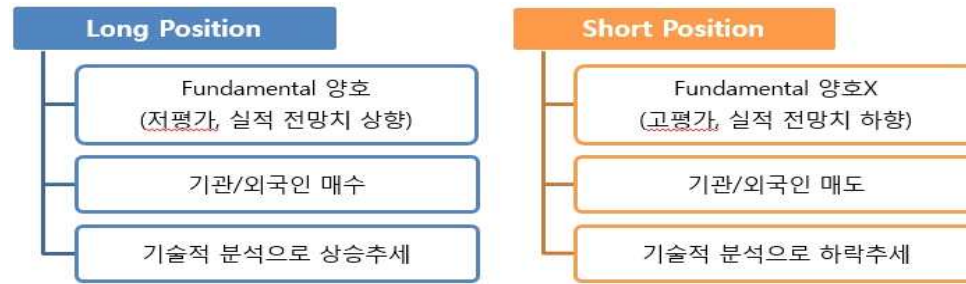 Long Position
Fundamental 양호
(저평가, 실적 전망치 상향)
기관/외국인 매수
기술적 분석으로 상승추세
Short Position
Fundamental 양호X
(고평가, 실적 전망치 하향)
기관/외국인 매도
기술적 분석으로 하락추세